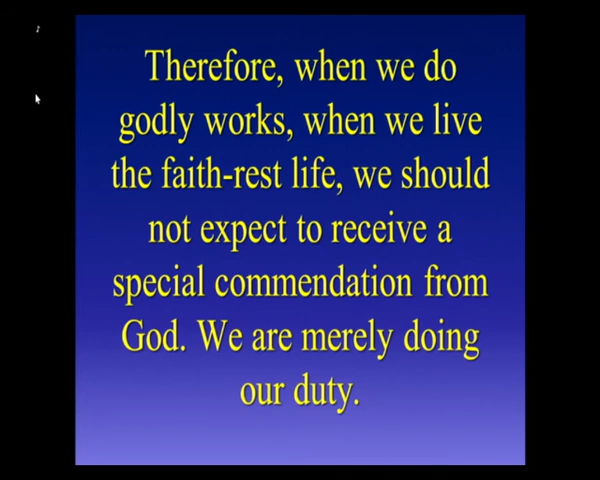 Therefore, when we do
godly works, when we live
the faith-rest life, we should
not expect to receive a
special commendation from
God. We are merely doing
our duty.